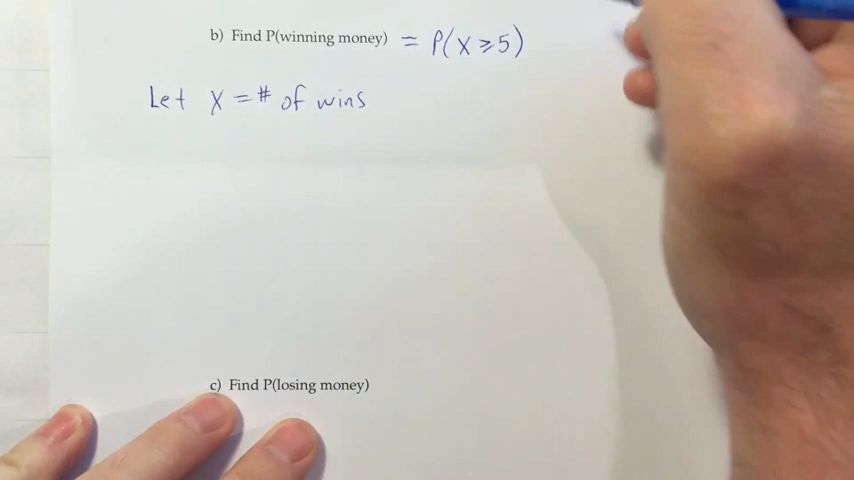 b) Find P(winning money) = P(X ≥ 5)
Let X = # of wins
c) Find P(losing money)